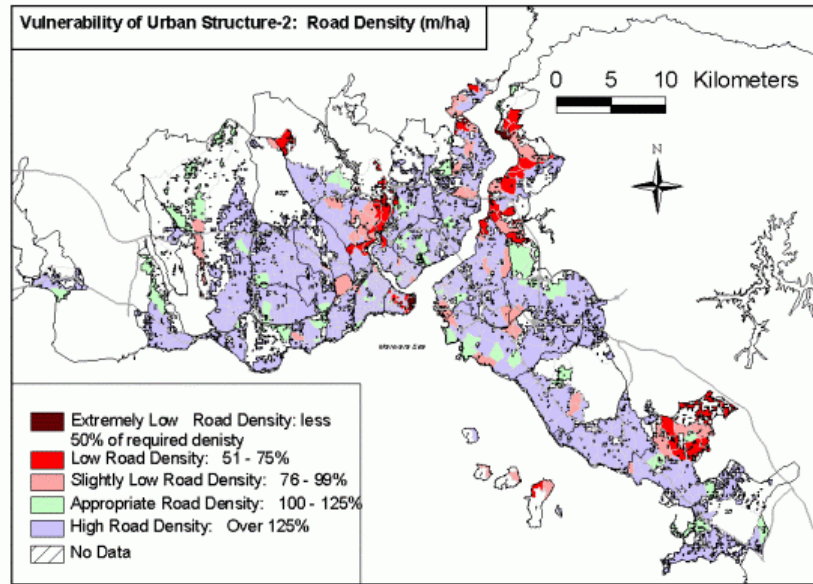 Vulnerability of Urban Structure-2: Road Density (m/ha)
0 5 10 Kilometers
N
Marmara Sea
Extremely Low Road Density: less
50% of required denisty
Low Road Density: 51 - 75%
Slightly Low Road Density: 76 - 99%
Appropriate Road Density: 100 - 125%
High Road Density: Over 125%
No Data